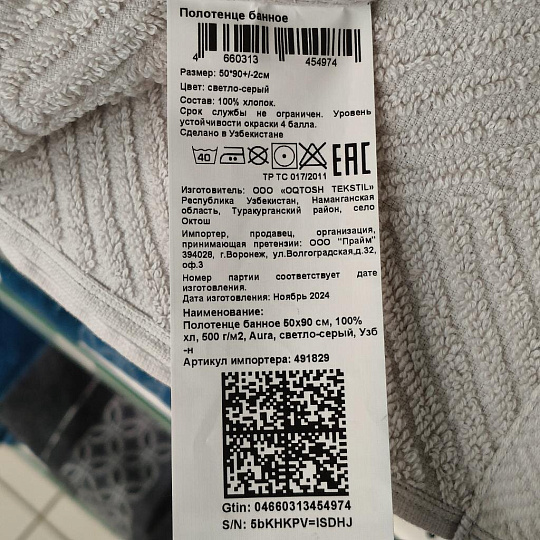 Полотенце банное
4 660313 454974
Размер: 50*90+/-2см
Цвет: светло-серый
Состав: 100% хлопок.
Срок службы не ограничен. Уровень
устойчивости окраски 4 балла.
Сделано в Узбекистане
40
EAC
ТР ТС 017/2011
Изготовитель: ООО «OQTOSH TEKSTIL»
Республика Узбекистан, Наманганская
область, Туракурганский район, село
Октош
Импортер, продавец, организация,
принимающая претензии: ООО "Прайм"
394028, г.Воронеж, ул.Волгоградская,д.32,
оф.3
Номер партии соответствует дате
изготовления.
Дата изготовления: Ноябрь 2024
Наименование:
Полотенце банное 50х90 см, 100%
хл, 500 г/м2, Aura, светло-серый, Узб
-н
Артикул импортера: 491829
Gtin: 04660313454974
S/N: 5bKHKPV=ISDHJ